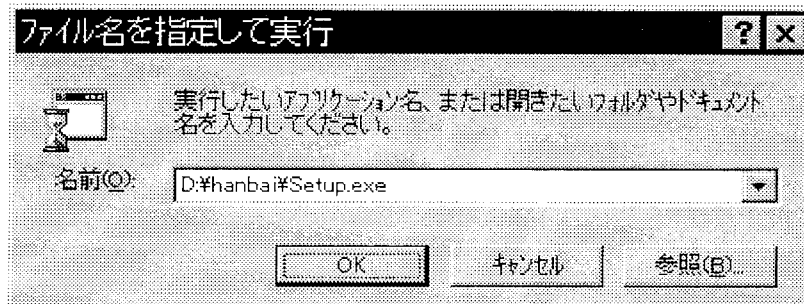 ファイル名を指定して実行
実行したいアプリケーション名、または開きたいフォルダやドキュメント
名を入力してください。
名前(O):
D:¥hanbai¥Setup.exe
OK
キャンセル
参照(B)...